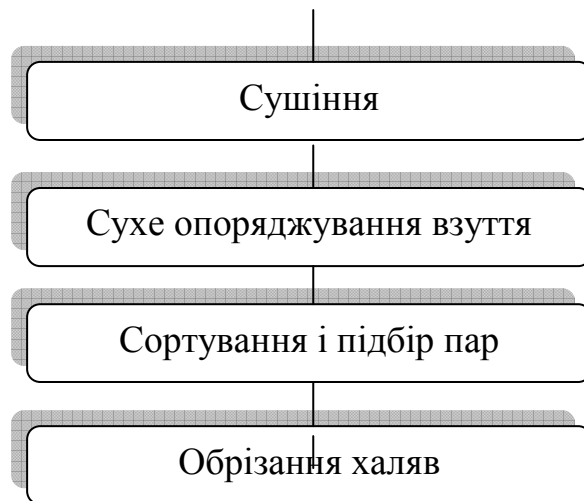 Сушіння
Сухе опоряджування взуття
Сортування і підбір пар
Обрізання халяв